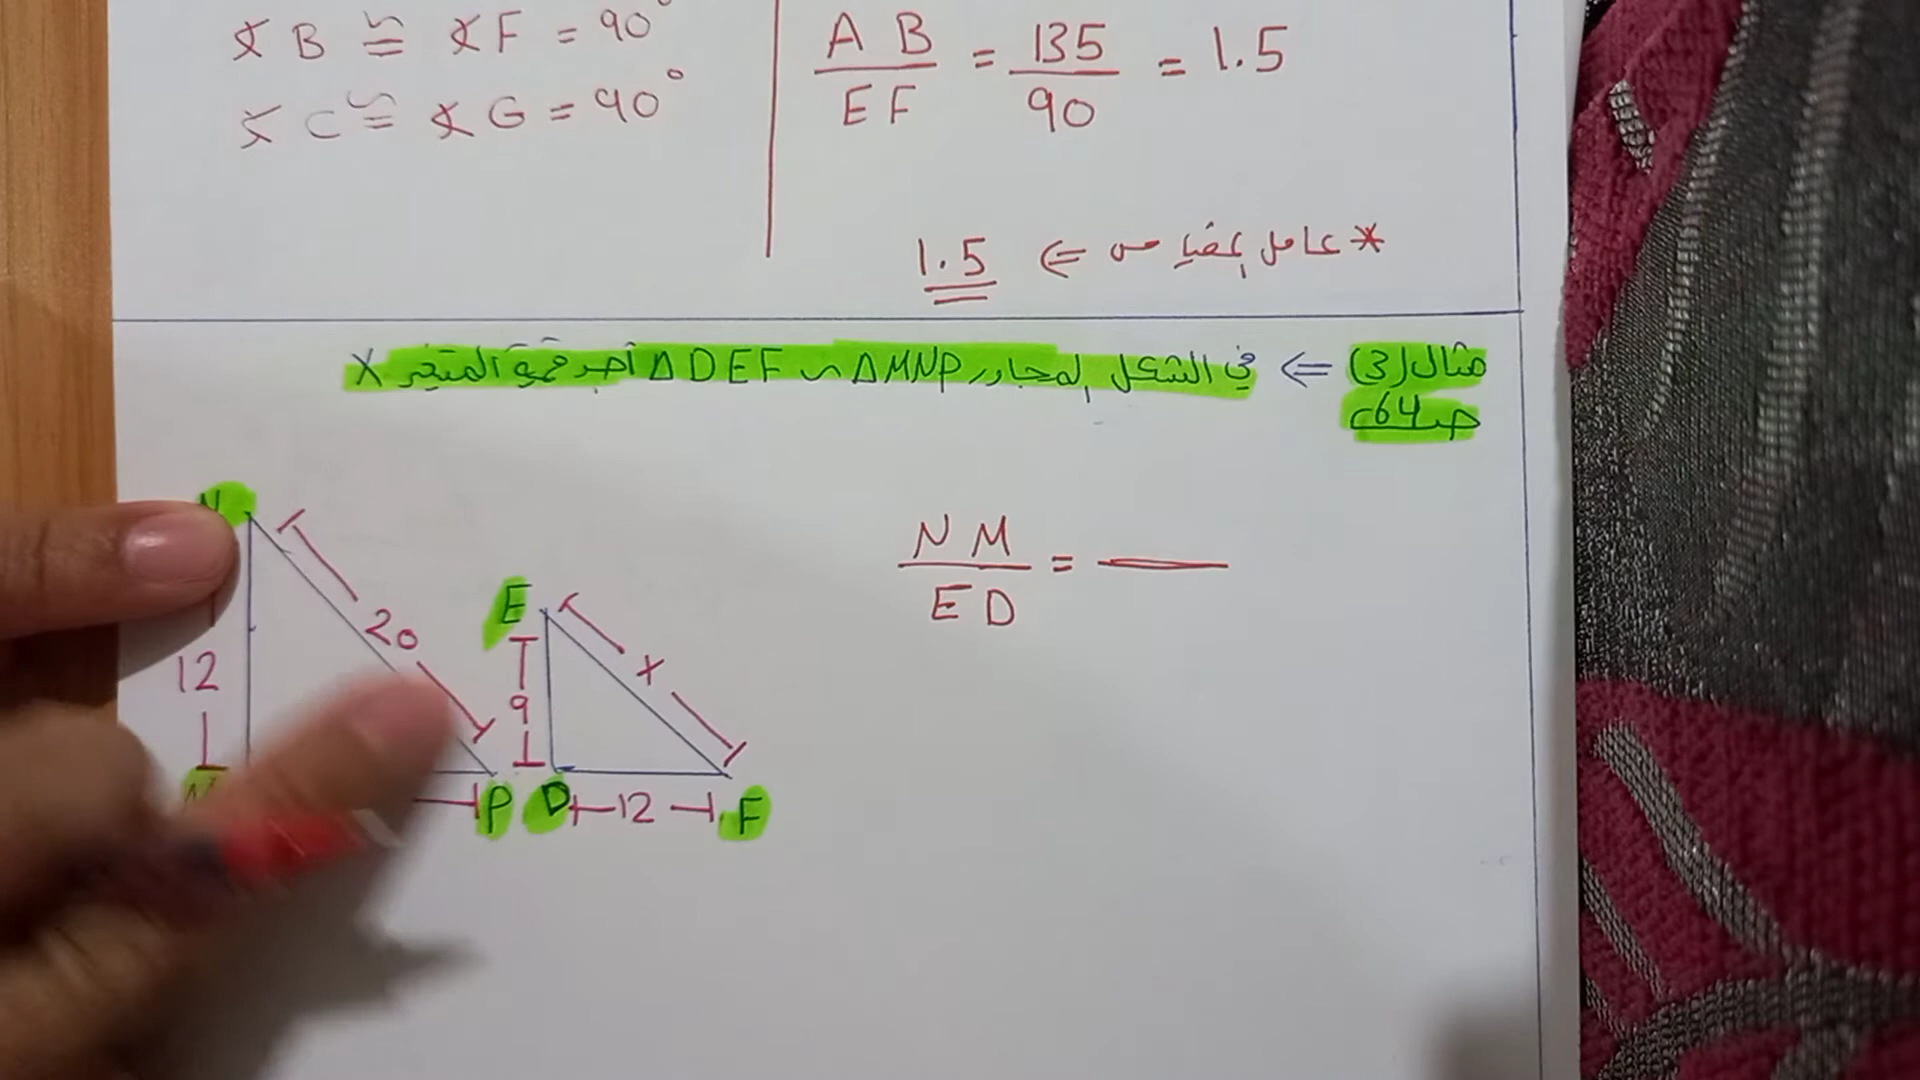 ∢ B ≅ ∢ F = 90°
∢ C ≅ ∢ G = 90°
AB / EF = 135 / 90 = 1.5
* عامل المقياس ⇐ 1.5
مثال (3) ⇐ في الشكل المجاور ΔDEF ~ ΔMNP أجد قيمة المتغير X
ص64
N
20
12
P
E
X
9
D
12
F
NM / ED = ——